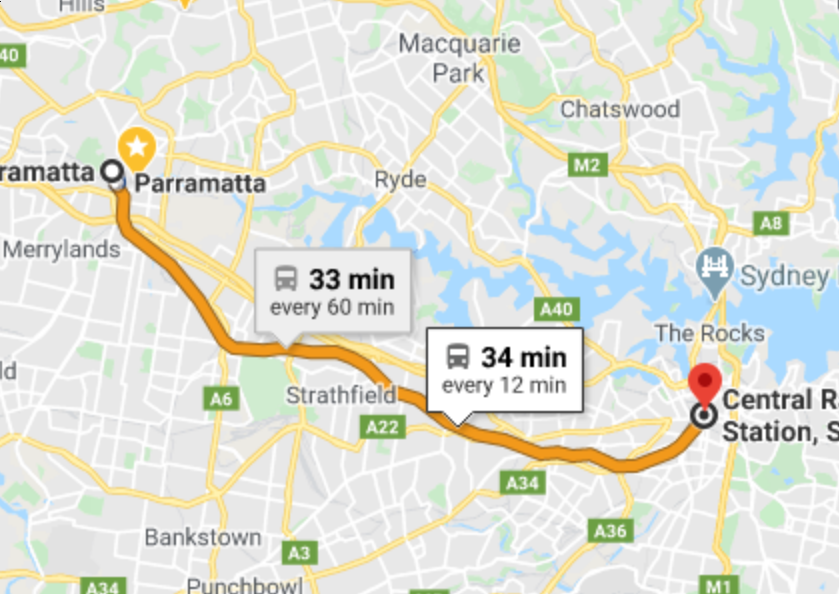 Hills
40
Macquarie
Park
Chatswood
M2
ramatta
Parramatta
Ryde
A8
Merrylands
33 min
every 60 min
Sydney
A40
The Rocks
34 min
every 12 min
ld
A6
Strathfield
A22
Central R
Station, S
A34
A36
Bankstown
A3
A34
Punchbowl
M1